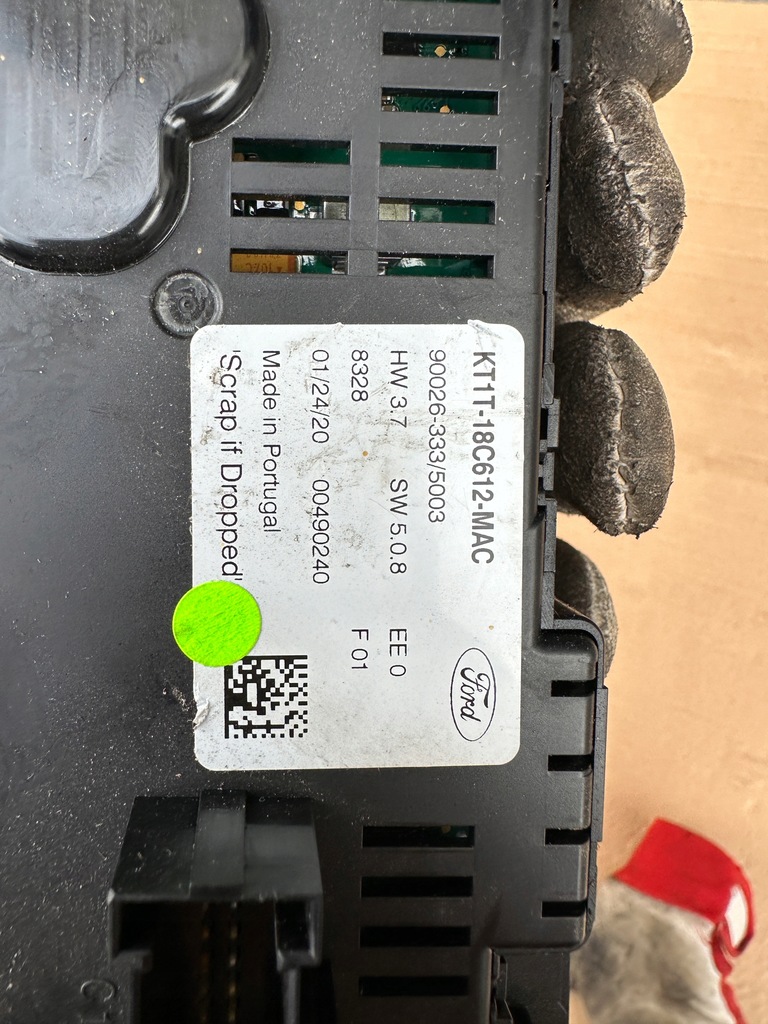 KT1T-18C612-MAC
90026-333/5003
HW 3.7 SW 5.0.8 EE 0
8328 F 01
01/24/20 00490240
Made in Portugal
'Scrap if Dropped'
Ford